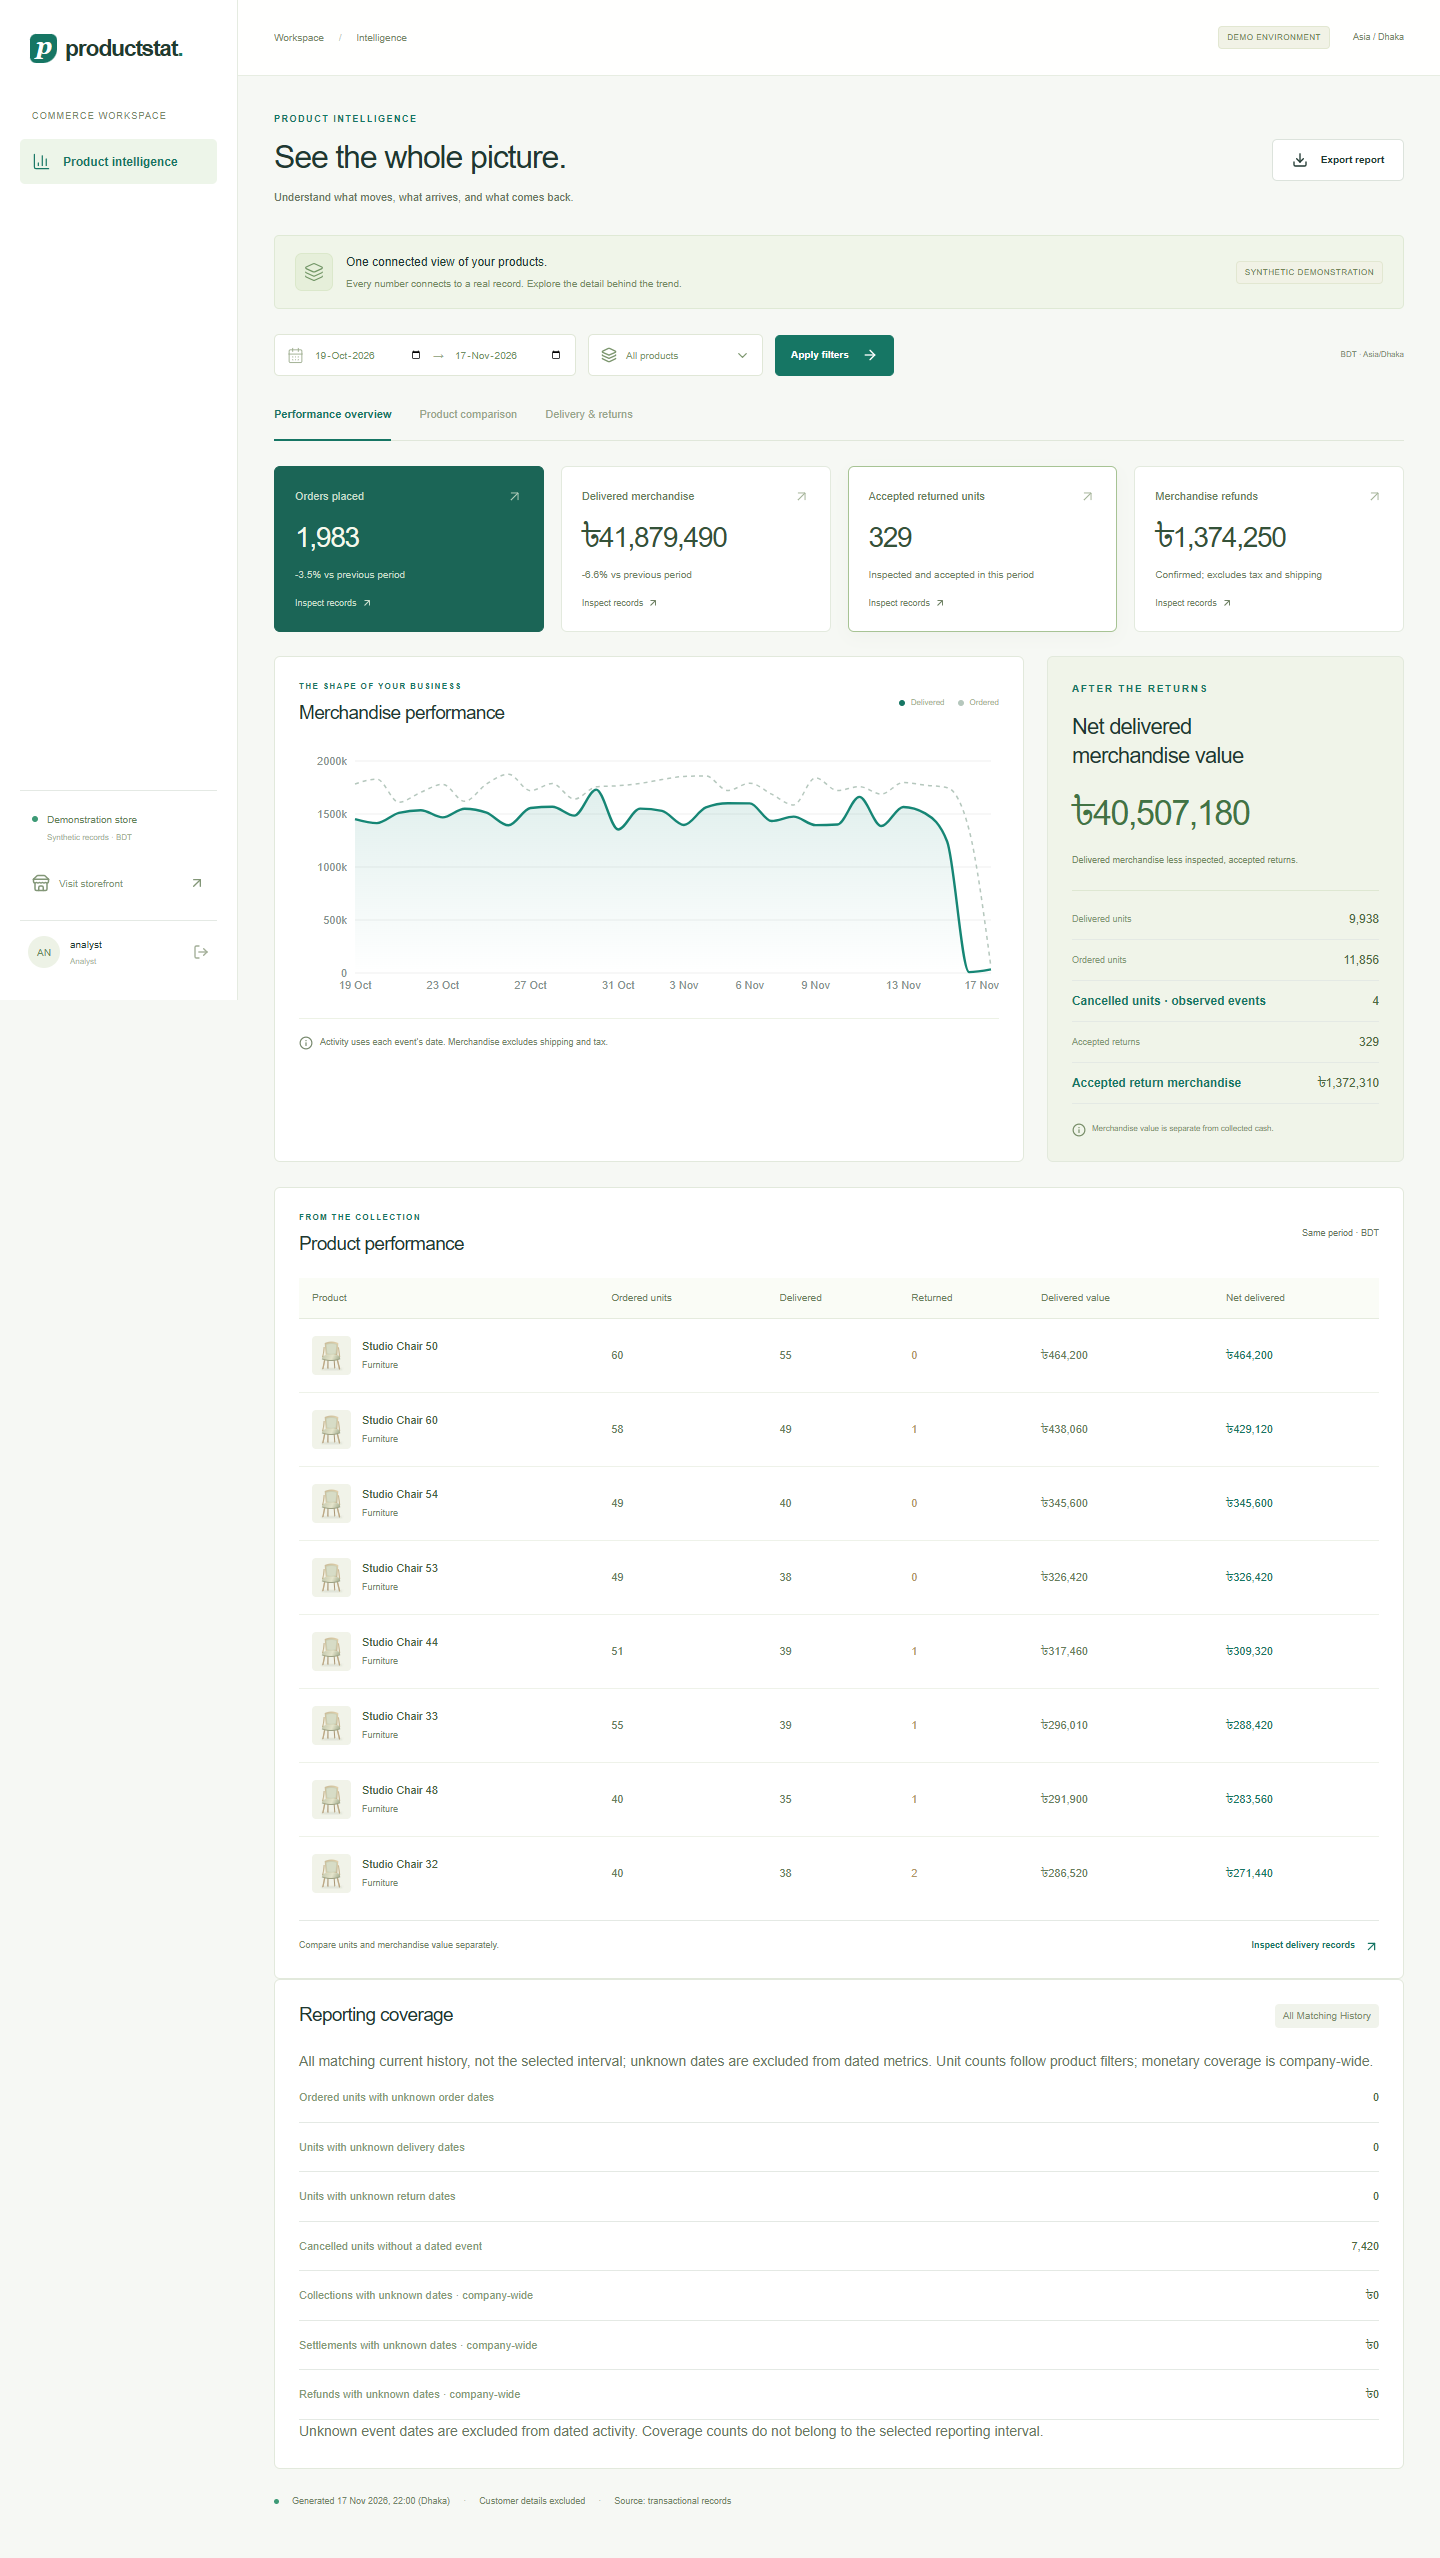 productstat.
COMMERCE WORKSPACE
Product intelligence
Demonstration store
Synthetic records · BDT
Visit storefront
AN
analyst
Analyst
Workspace / Intelligence
DEMO ENVIRONMENT
Asia / Dhaka
PRODUCT INTELLIGENCE
See the whole picture.
Understand what moves, what arrives, and what comes back.
Export report
One connected view of your products.
Every number connects to a real record. Explore the detail behind the trend.
SYNTHETIC DEMONSTRATION
19-Oct-2026 → 17-Nov-2026
All products
Apply filters
BDT · Asia/Dhaka
Performance overview Product comparison Delivery & returns
Orders placed
1,983
-3.5% vs previous period
Inspect records
Delivered merchandise
৳41,879,490
-6.6% vs previous period
Inspect records
Accepted returned units
329
Inspected and accepted in this period
Inspect records
Merchandise refunds
৳1,374,250
Confirmed; excludes tax and shipping
Inspect records
THE SHAPE OF YOUR BUSINESS
Merchandise performance
Delivered Ordered
2000k
1500k
1000k
500k
0
19 Oct 23 Oct 27 Oct 31 Oct 3 Nov 6 Nov 9 Nov 13 Nov 17 Nov
Activity uses each event's date. Merchandise excludes shipping and tax.
AFTER THE RETURNS
Net delivered
merchandise value
৳40,507,180
Delivered merchandise less inspected, accepted returns.
Delivered units 9,938
Ordered units 11,856
Cancelled units · observed events 4
Accepted returns 329
Accepted return merchandise ৳1,372,310
Merchandise value is separate from collected cash.
FROM THE COLLECTION
Product performance
Same period · BDT
Product Ordered units Delivered Returned Delivered value Net delivered
Studio Chair 50
Furniture
60 55 0 ৳464,200 ৳464,200
Studio Chair 60
Furniture
58 49 1 ৳438,060 ৳429,120
Studio Chair 54
Furniture
49 40 0 ৳345,600 ৳345,600
Studio Chair 53
Furniture
49 38 0 ৳326,420 ৳326,420
Studio Chair 44
Furniture
51 39 1 ৳317,460 ৳309,320
Studio Chair 33
Furniture
55 39 1 ৳296,010 ৳288,420
Studio Chair 48
Furniture
40 35 1 ৳291,900 ৳283,560
Studio Chair 32
Furniture
40 38 2 ৳286,520 ৳271,440
Compare units and merchandise value separately.
Inspect delivery records
Reporting coverage
All Matching History
All matching current history, not the selected interval; unknown dates are excluded from dated metrics. Unit counts follow product filters; monetary coverage is company-wide.
Ordered units with unknown order dates 0
Units with unknown delivery dates 0
Units with unknown return dates 0
Cancelled units without a dated event 7,420
Collections with unknown dates · company-wide ৳0
Settlements with unknown dates · company-wide ৳0
Refunds with unknown dates · company-wide ৳0
Unknown event dates are excluded from dated activity. Coverage counts do not belong to the selected reporting interval.
Generated 17 Nov 2026, 22:00 (Dhaka) · Customer details excluded · Source: transactional records